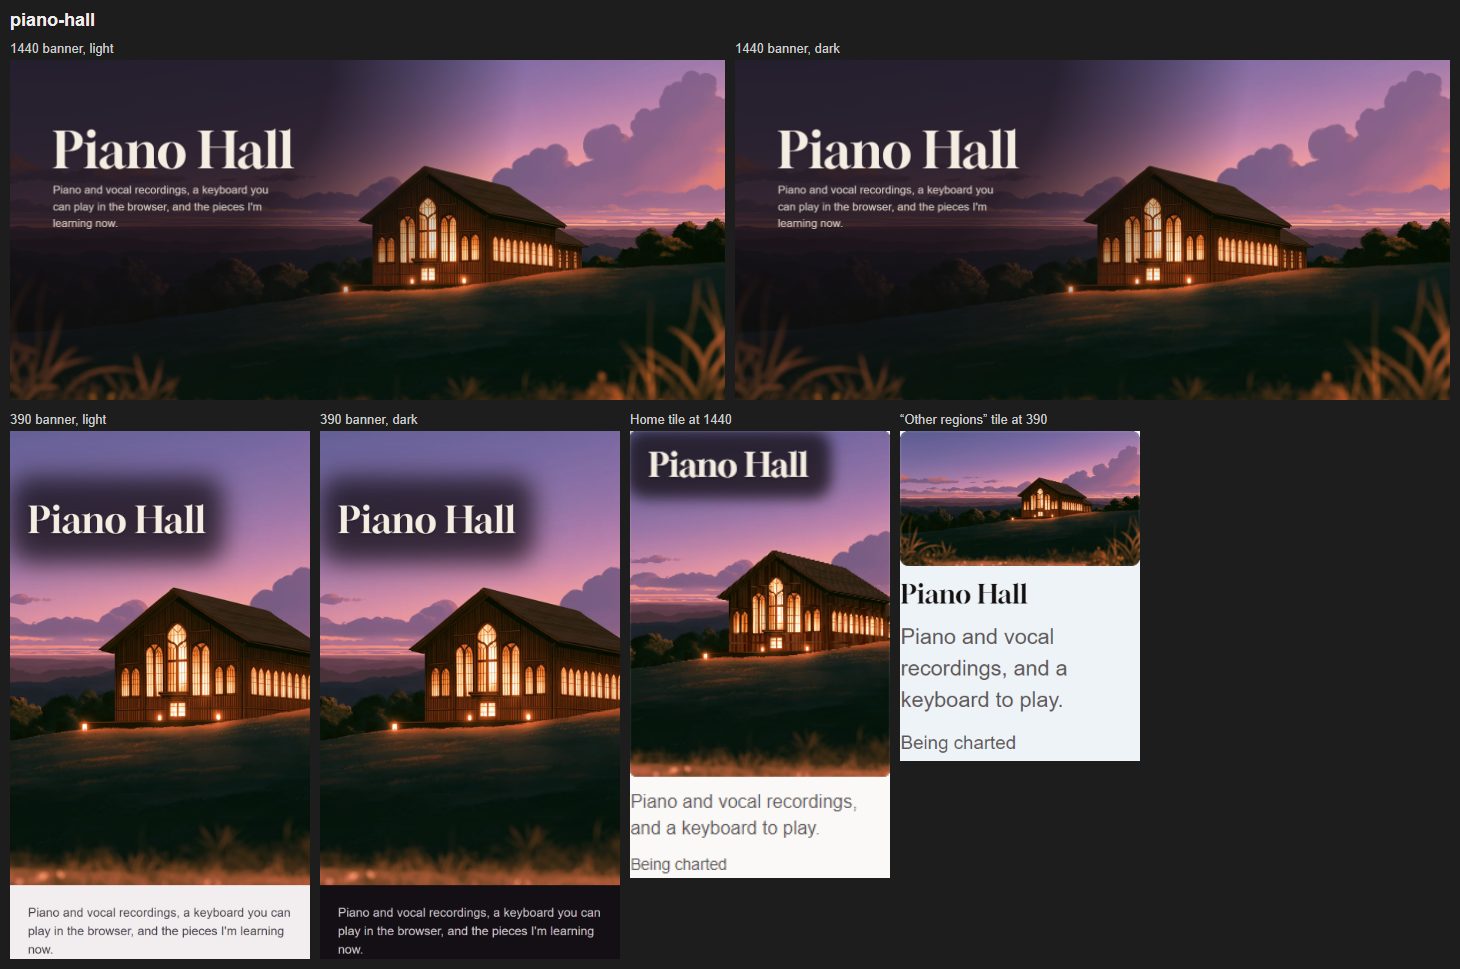 piano-hall
1440 banner, light
1440 banner, dark
Piano Hall
Piano and vocal recordings, a keyboard you
can play in the browser, and the pieces I'm
learning now.
Piano Hall
Piano and vocal recordings, a keyboard you
can play in the browser, and the pieces I'm
learning now.
390 banner, light
390 banner, dark
Home tile at 1440
“Other regions” tile at 390
Piano Hall
Piano and vocal recordings, a keyboard you can
play in the browser, and the pieces I'm learning
now.
Piano Hall
Piano and vocal recordings, a keyboard you can
play in the browser, and the pieces I'm learning
now.
Piano Hall
Piano and vocal recordings,
and a keyboard to play.
Being charted
Piano Hall
Piano and vocal
recordings, and a
keyboard to play.
Being charted